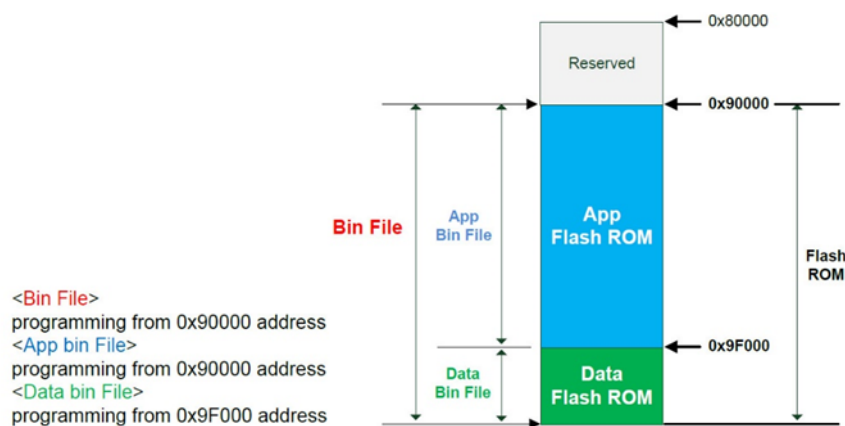 0x80000
Reserved
0x90000
Bin File
App
Bin File
App
Flash ROM
Flash
ROM
0x9F000
Data
Bin File
Data
Flash ROM
<Bin File>
programming from 0x90000 address
<App bin File>
programming from 0x90000 address
<Data bin File>
programming from 0x9F000 address